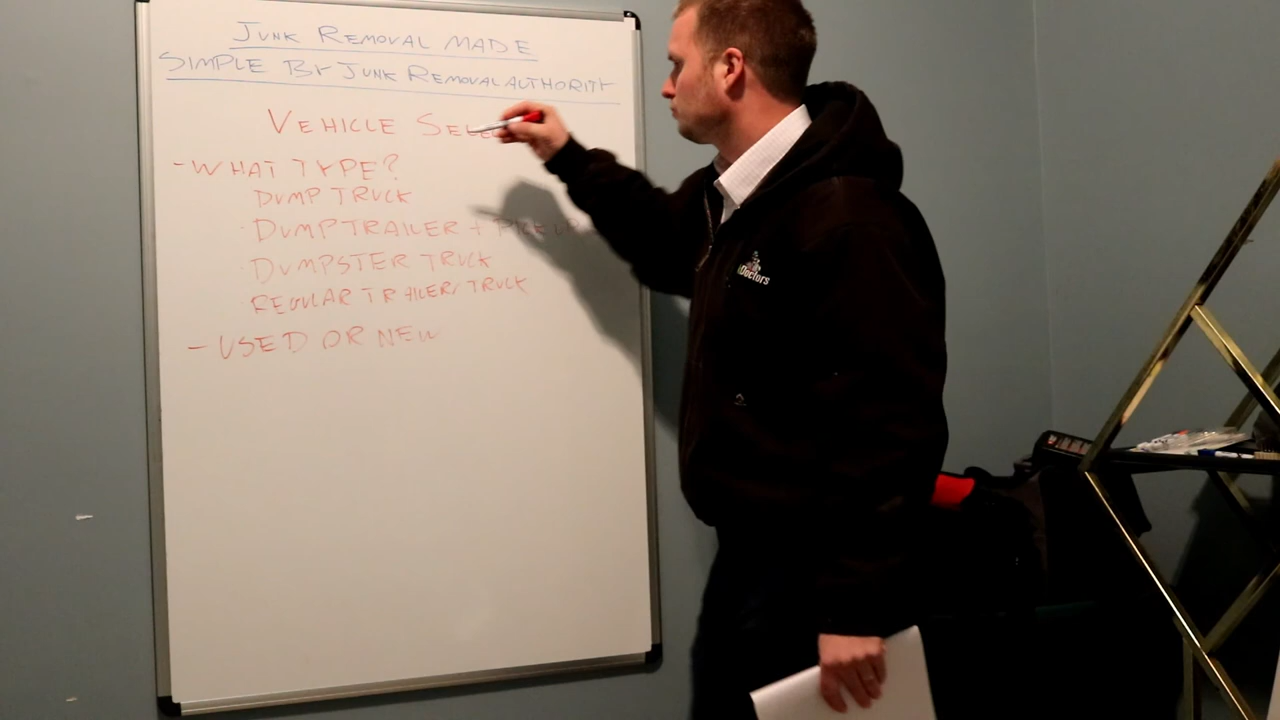 JUNK REMOVAL MADE
SIMPLE BY JUNK REMOVAL AUTHORITY
VEHICLE
- WHAT TYPE?
DUMP TRUCK
DUMP TRAILER + PICKUP
DUMPSTER TRUCK
REGULAR TRAILER/TRUCK
- USED OR NEW
Doctors